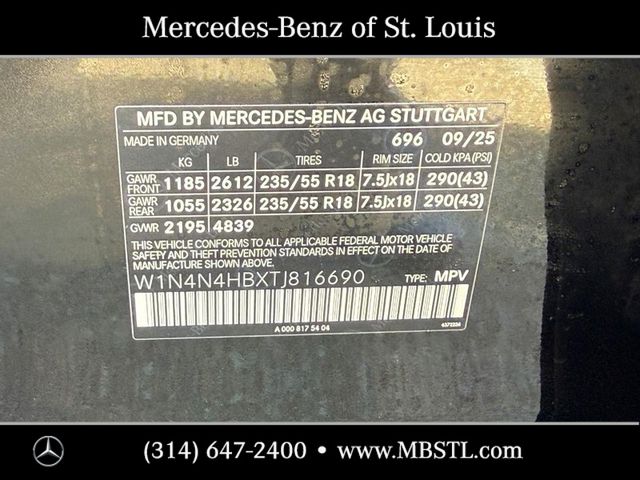 Mercedes-Benz of St. Louis
MFD BY MERCEDES-BENZ AG STUTTGART
MADE IN GERMANY 696 09/25
KG LB TIRES RIM SIZE COLD KPA (PSI)
GAWR FRONT 1185 2612 235/55 R18 7.5Jx18 290(43)
GAWR REAR 1055 2326 235/55 R18 7.5Jx18 290(43)
GVWR 2195 4839
THIS VEHICLE CONFORMS TO ALL APPLICABLE FEDERAL MOTOR VEHICLE
SAFETY AND THEFT PREVENTION STANDARDS IN EFFECT ON THE DATE
OF MANUFACTURE SHOWN ABOVE.
W1N4N4HBXTJ816690 TYPE: MPV
A 000 817 54 04 4372236
(314) 647-2400 • www.MBSTL.com